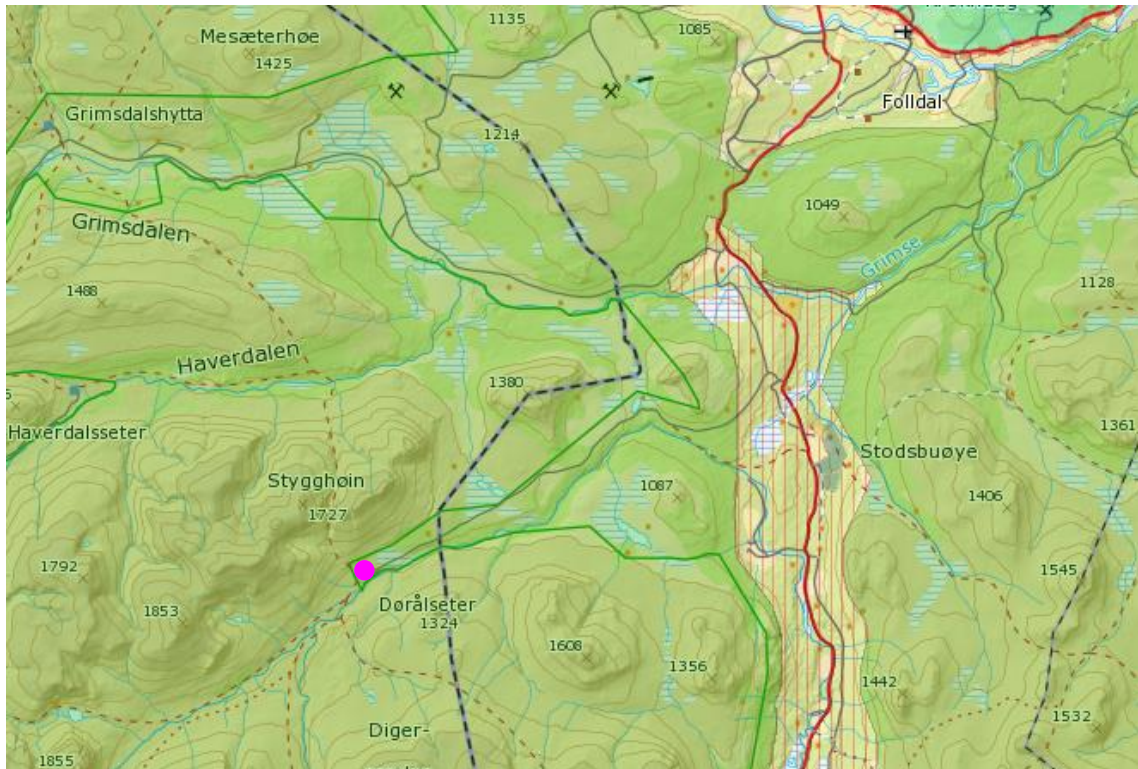 1135
1085
Mesæterhøe
1425
Folldal
Grimsdalshytta
1214
1049
Grimsdalen
Grimse
1488
1128
Haverdalen
1380
1361
Haverdalsseter
Stodsbuøye
Stygghøin
1087
1406
1727
1792
1545
1853
Dørålseter
1324
1608
1356
1442
1532
Diger-
1855